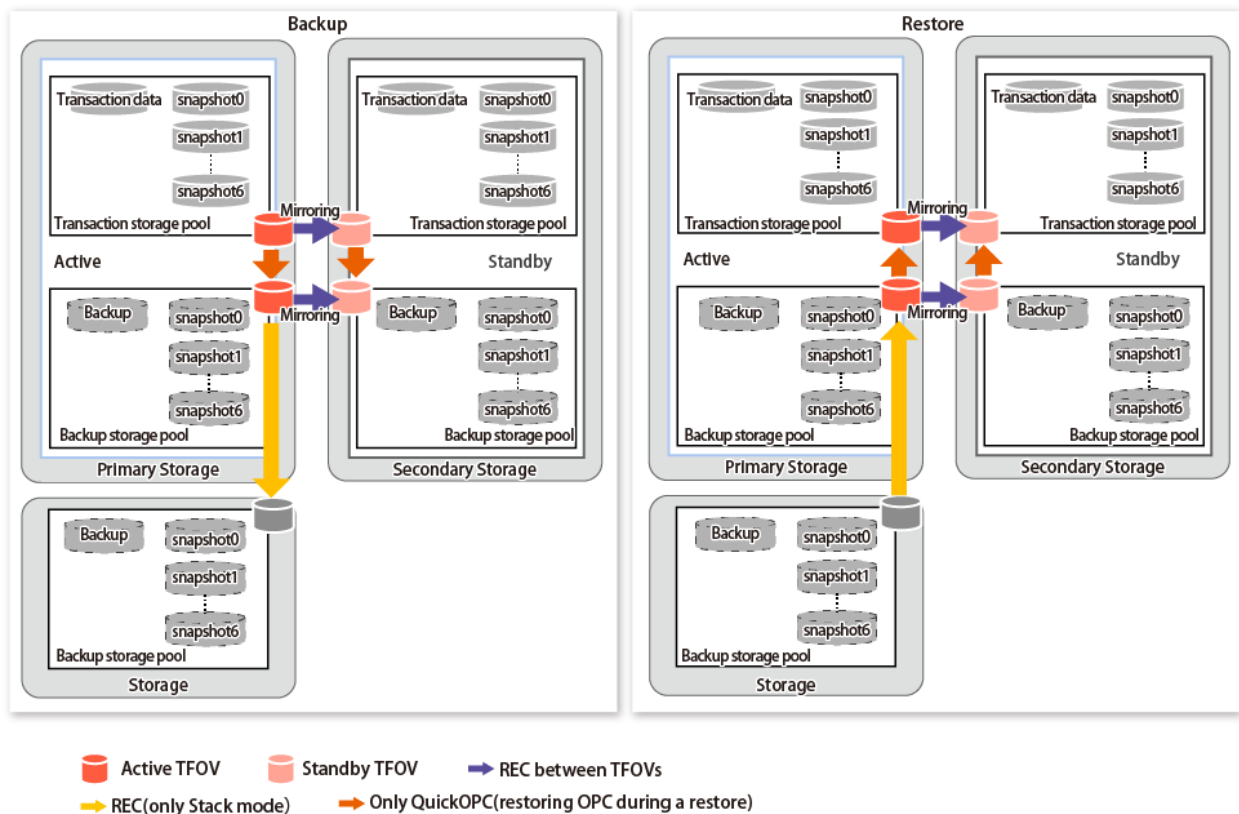 Backup
Transaction data
snapshot0
snapshot1
snapshot6
Transaction storage pool
Mirroring
Transaction data
snapshot0
snapshot1
snapshot6
Transaction storage pool
Active
Standby
Backup
snapshot0
snapshot1
snapshot6
Backup storage pool
Mirroring
Backup
snapshot0
snapshot1
snapshot6
Backup storage pool
Primary Storage
Secondary Storage
Backup
snapshot0
snapshot1
snapshot6
Backup storage pool
Storage
Restore
Transaction data
snapshot0
snapshot1
snapshot6
Transaction storage pool
Mirroring
Transaction data
snapshot0
snapshot1
snapshot6
Transaction storage pool
Active
Standby
Backup
snapshot0
snapshot1
snapshot6
Backup storage pool
Mirroring
Backup
snapshot0
snapshot1
snapshot6
Backup storage pool
Primary Storage
Secondary Storage
Backup
snapshot0
snapshot1
snapshot6
Backup storage pool
Storage
Active TFOV
Standby TFOV
REC between TFOVs
REC(only Stack mode)
Only QuickOPC(restoring OPC during a restore)